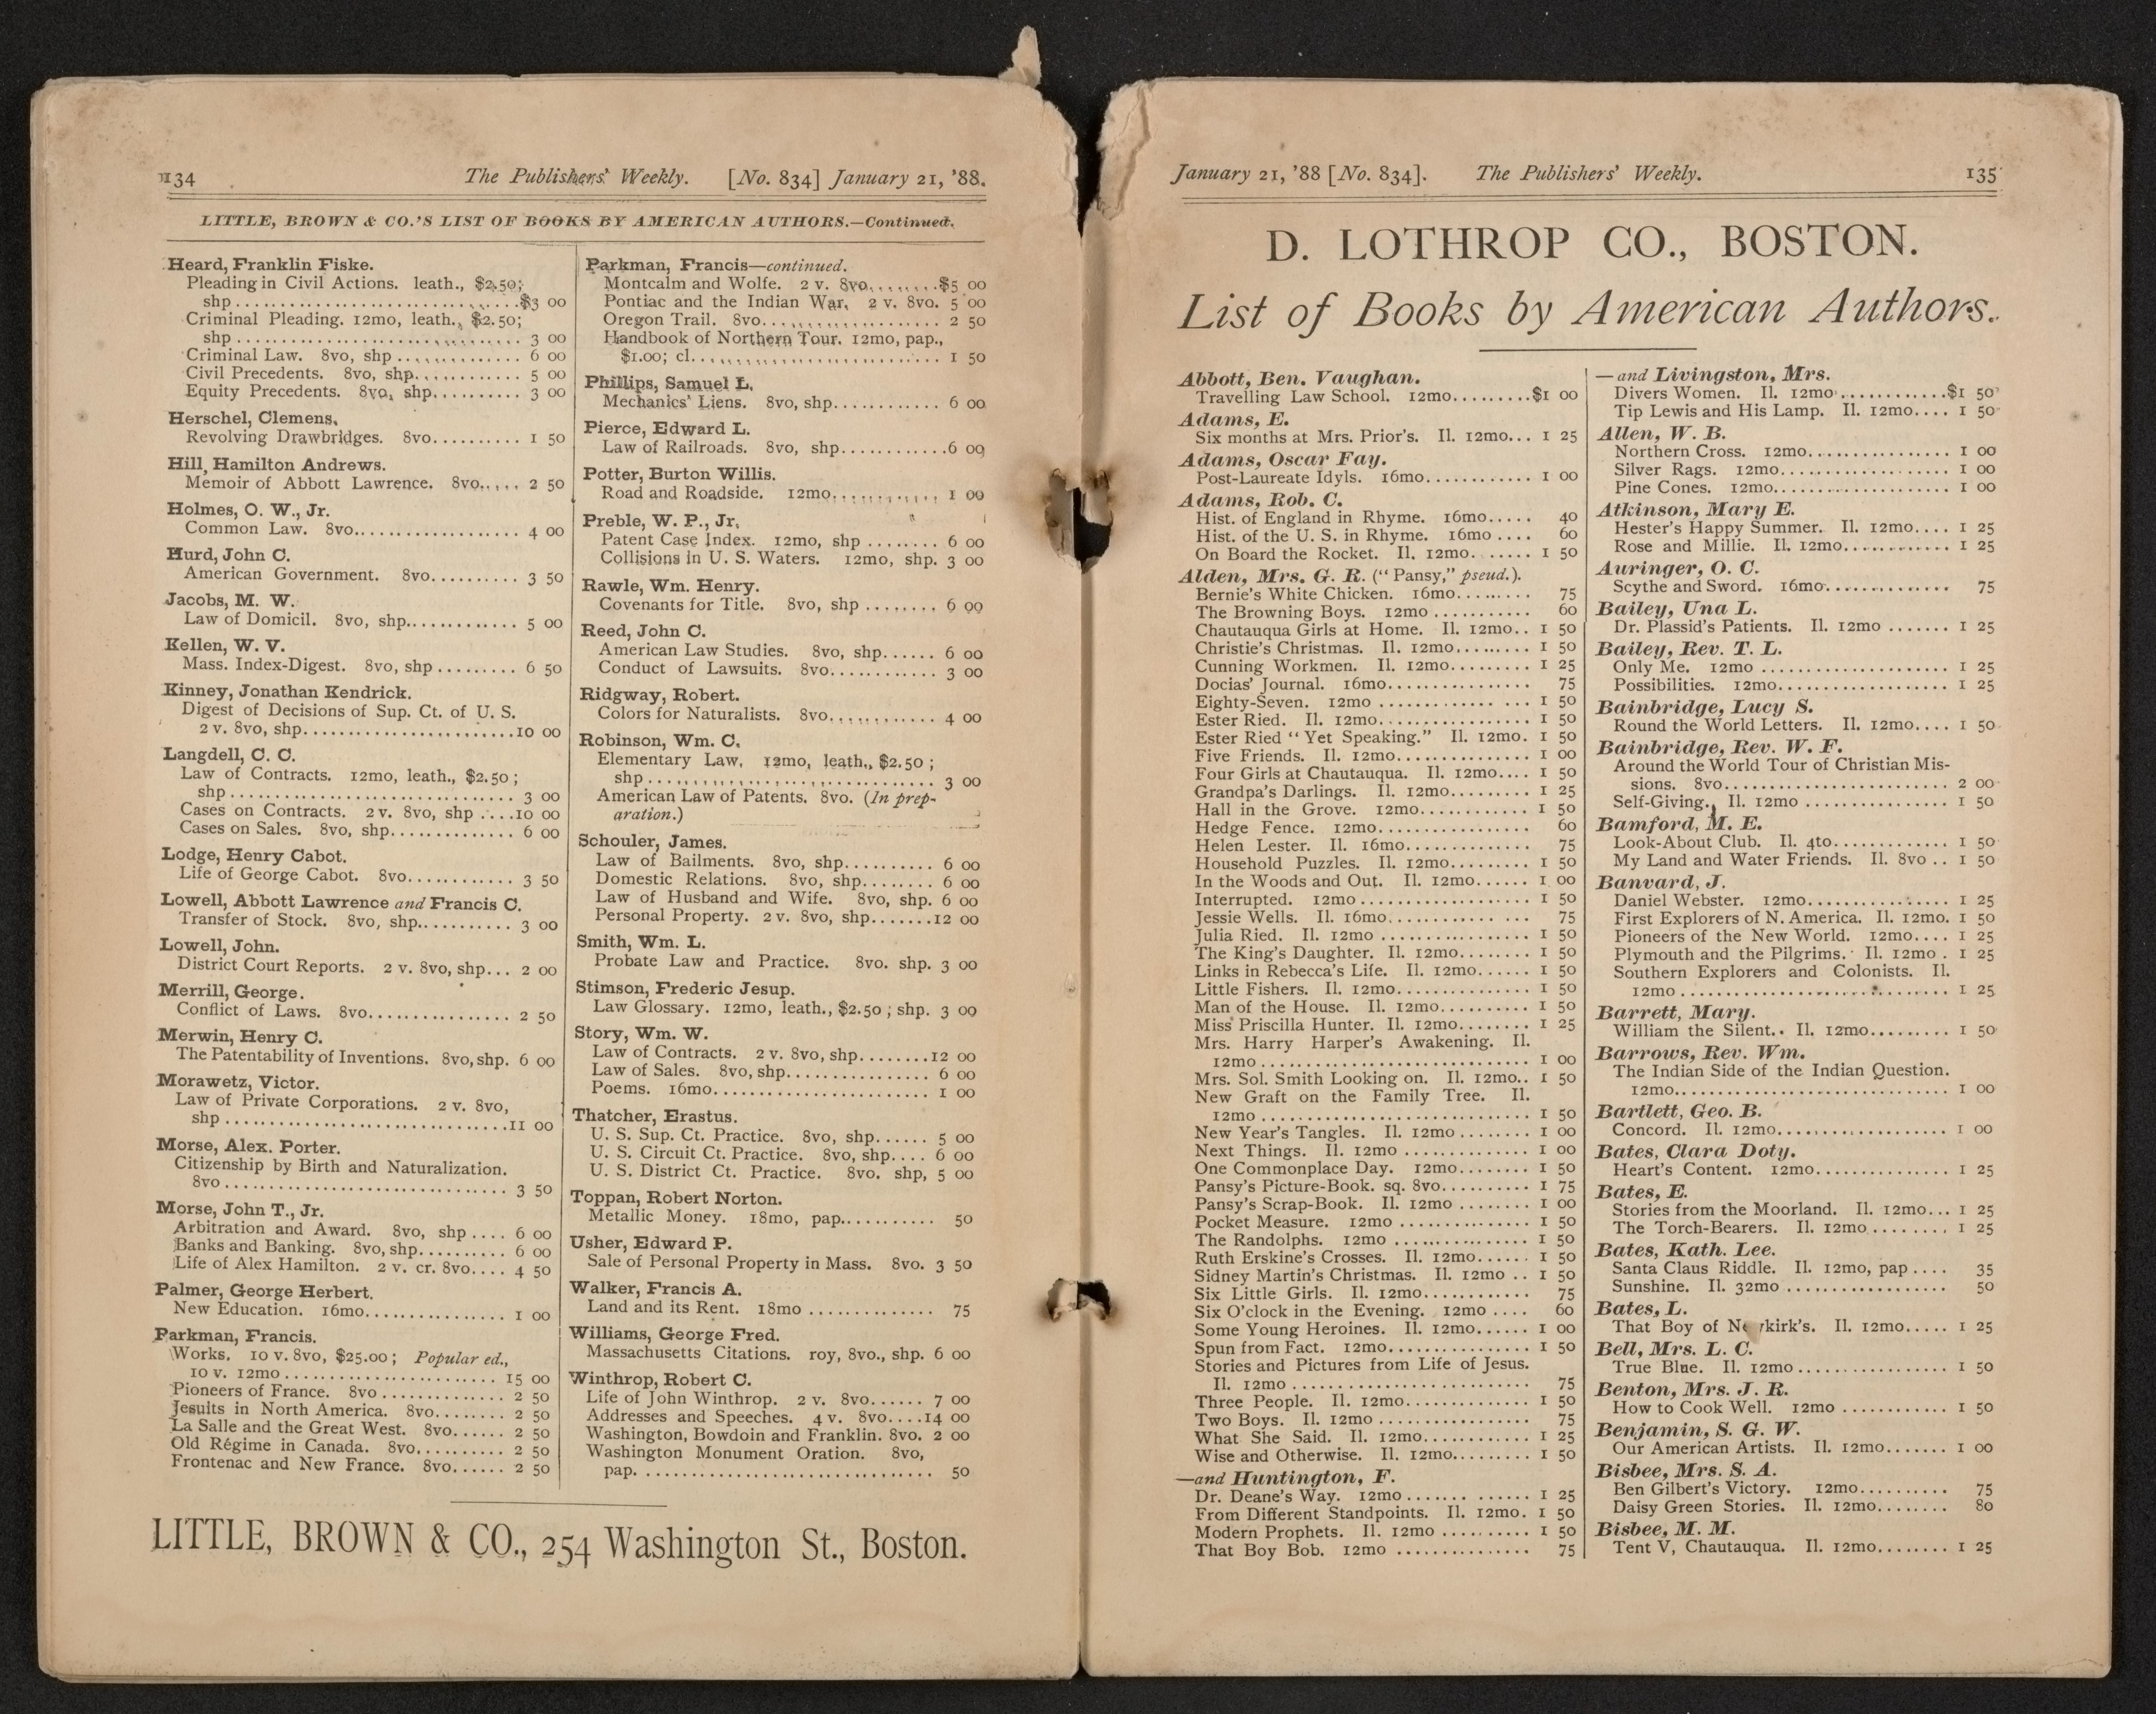 134 The Publishers' Weekly. [No. 834] January 21, '88.
LITTLE, BROWN & CO.'S LIST OF BOOKS BY AMERICAN AUTHORS.—Continued.
Heard, Franklin Fiske.
Pleading in Civil Actions. leath., $2.50;
shp..............................$3 00
Criminal Pleading. 12mo, leath., $2.50;
shp.............................. 3 00
Criminal Law. 8vo, shp............. 6 00
Civil Precedents. 8vo, shp............ 5 00
Equity Precedents. 8vo, shp.......... 3 00
Herschel, Clemens.
Revolving Drawbridges. 8vo.......... 1 50
Hill, Hamilton Andrews.
Memoir of Abbott Lawrence. 8vo..... 2 50
Holmes, O. W., Jr.
Common Law. 8vo.................. 4 00
Hurd, John C.
American Government. 8vo.......... 3 50
Jacobs, M. W.
Law of Domicil. 8vo, shp............ 5 00
Kellen, W. V.
Mass. Index-Digest. 8vo, shp ......... 6 50
Kinney, Jonathan Kendrick.
Digest of Decisions of Sup. Ct. of U. S.
2 v. 8vo, shp.......................10 00
Langdell, C. C.
Law of Contracts. 12mo, leath., $2.50;
shp............................... 3 00
Cases on Contracts. 2 v. 8vo, shp ....10 00
Cases on Sales. 8vo, shp............. 6 00
Lodge, Henry Cabot.
Life of George Cabot. 8vo............ 3 50
Lowell, Abbott Lawrence and Francis C.
Transfer of Stock. 8vo, shp.......... 3 00
Lowell, John.
District Court Reports. 2 v. 8vo, shp... 2 00
Merrill, George.
Conflict of Laws. 8vo............... 2 50
Merwin, Henry C.
The Patentability of Inventions. 8vo, shp. 6 00
Morawetz, Victor.
Law of Private Corporations. 2 v. 8vo,
shp...............................11 00
Morse, Alex. Porter.
Citizenship by Birth and Naturalization.
8vo............................... 3 50
Morse, John T., Jr.
Arbitration and Award. 8vo, shp .... 6 00
Banks and Banking. 8vo, shp......... 6 00
Life of Alex Hamilton. 2 v. cr. 8vo.... 4 50
Palmer, George Herbert.
New Education. 16mo............... 1 00
Parkman, Francis.
Works. 10 v. 8vo, $25.00; Popular ed.,
10 v. 12mo........................ 15 00
Pioneers of France. 8vo ............. 2 50
Jesuits in North America. 8vo........ 2 50
La Salle and the Great West. 8vo...... 2 50
Old Régime in Canada. 8vo.......... 2 50
Frontenac and New France. 8vo...... 2 50
Parkman, Francis—continued.
Montcalm and Wolfe. 2 v. 8vo........$5 00
Pontiac and the Indian War. 2 v. 8vo. 5 00
Oregon Trail. 8vo................... 2 50
Handbook of Northern Tour. 12mo, pap.,
$1.00; cl........................... 1 50
Phillips, Samuel L.
Mechanics' Liens. 8vo, shp............ 6 00
Pierce, Edward L.
Law of Railroads. 8vo, shp............6 00
Potter, Burton Willis.
Road and Roadside. 12mo............ 1 00
Preble, W. P., Jr.
Patent Case Index. 12mo, shp ........ 6 00
Collisions in U. S. Waters. 12mo, shp. 3 00
Rawle, Wm. Henry.
Covenants for Title. 8vo, shp ........ 6 00
Reed, John C.
American Law Studies. 8vo, shp...... 6 00
Conduct of Lawsuits. 8vo............ 3 00
Ridgway, Robert.
Colors for Naturalists. 8vo............ 4 00
Robinson, Wm. C.
Elementary Law. 12mo, leath., $2.50;
shp............................... 3 00
American Law of Patents. 8vo. (In prep-
aration.)
Schouler, James.
Law of Bailments. 8vo, shp.......... 6 00
Domestic Relations. 8vo, shp........ 6 00
Law of Husband and Wife. 8vo, shp. 6 00
Personal Property. 2 v. 8vo, shp.......12 00
Smith, Wm. L.
Probate Law and Practice. 8vo. shp. 3 00
Stimson, Frederic Jesup.
Law Glossary. 12mo, leath., $2.50; shp. 3 00
Story, Wm. W.
Law of Contracts. 2 v. 8vo, shp........12 00
Law of Sales. 8vo, shp............... 6 00
Poems. 16mo....................... 1 00
Thatcher, Erastus.
U. S. Sup. Ct. Practice. 8vo, shp...... 5 00
U. S. Circuit Ct. Practice. 8vo, shp.... 6 00
U. S. District Ct. Practice. 8vo. shp, 5 00
Toppan, Robert Norton.
Metallic Money. 18mo, pap........... 50
Usher, Edward P.
Sale of Personal Property in Mass. 8vo. 3 50
Walker, Francis A.
Land and its Rent. 18mo ............. 75
Williams, George Fred.
Massachusetts Citations. roy, 8vo., shp. 6 00
Winthrop, Robert C.
Life of John Winthrop. 2 v. 8vo...... 7 00
Addresses and Speeches. 4 v. 8vo....14 00
Washington, Bowdoin and Franklin. 8vo. 2 00
Washington Monument Oration. 8vo,
pap. ............................... 50
LITTLE, BROWN & CO., 254 Washington St., Boston.
January 21, '88 [No. 834]. The Publishers' Weekly. 135
D. LOTHROP CO., BOSTON.
List of Books by American Authors.
Abbott, Ben. Vaughan.
Travelling Law School. 12mo.........$1 00
Adams, E.
Six months at Mrs. Prior's. Il. 12mo... 1 25
Adams, Oscar Fay.
Post-Laureate Idyls. 16mo............ 1 00
Adams, Rob. C.
Hist. of England in Rhyme. 16mo..... 40
Hist. of the U. S. in Rhyme. 16mo .... 60
On Board the Rocket. Il. 12mo....... 1 50
Alden, Mrs. G. R. ("Pansy," pseud.).
Bernie's White Chicken. 16mo........ 75
The Browning Boys. 12mo ........... 60
Chautauqua Girls at Home. Il. 12mo.. 1 50
Christie's Christmas. Il. 12mo........ 1 50
Cunning Workmen. Il. 12mo......... 1 25
Docias' Journal. 16mo................ 75
Eighty-Seven. 12mo ................ 1 50
Ester Ried. Il. 12mo................. 1 50
Ester Ried "Yet Speaking." Il. 12mo. 1 50
Five Friends. Il. 12mo............... 1 00
Four Girls at Chautauqua. Il. 12mo.... 1 50
Grandpa's Darlings. Il. 12mo......... 1 25
Hall in the Grove. 12mo............. 1 50
Hedge Fence. 12mo................. 60
Helen Lester. Il. 16mo.............. 75
Household Puzzles. Il. 12mo......... 1 50
In the Woods and Out. Il. 12mo...... 1 00
Interrupted. 12mo .................. 1 50
Jessie Wells. Il. 16mo............... 75
Julia Ried. Il. 12mo ................. 1 50
The King's Daughter. Il. 12mo........ 1 50
Links in Rebecca's Life. Il. 12mo...... 1 50
Little Fishers. Il. 12mo............... 1 50
Man of the House. Il. 12mo.......... 1 50
Miss Priscilla Hunter. Il. 12mo........ 1 25
Mrs. Harry Harper's Awakening. Il.
12mo.............................. 1 00
Mrs. Sol. Smith Looking on. Il. 12mo.. 1 50
New Graft on the Family Tree. Il.
12mo.............................. 1 50
New Year's Tangles. Il. 12mo ........ 1 00
Next Things. Il. 12mo .............. 1 00
One Commonplace Day. 12mo........ 1 50
Pansy's Picture-Book. sq. 8vo.......... 1 75
Pansy's Scrap-Book. Il. 12mo ........ 1 00
Pocket Measure. 12mo ............... 1 50
The Randolphs. 12mo ............... 1 50
Ruth Erskine's Crosses. Il. 12mo...... 1 50
Sidney Martin's Christmas. Il. 12mo .. 1 50
Six Little Girls. Il. 12mo............ 75
Six O'clock in the Evening. 12mo .... 60
Some Young Heroines. Il. 12mo...... 1 00
Spun from Fact. 12mo............... 1 50
Stories and Pictures from Life of Jesus.
Il. 12mo .......................... 75
Three People. Il. 12mo.............. 1 50
Two Boys. Il. 12mo ................. 75
What She Said. Il. 12mo............ 1 25
Wise and Otherwise. Il. 12mo......... 1 50
—and Huntington, F.
Dr. Deane's Way. 12mo............. 1 25
From Different Standpoints. Il. 12mo. 1 50
Modern Prophets. Il. 12mo .......... 1 50
That Boy Bob. 12mo ............... 75
—and Livingston, Mrs.
Divers Women. Il. 12mo............$1 50
Tip Lewis and His Lamp. Il. 12mo.... 1 50
Allen, W. B.
Northern Cross. 12mo................ 1 00
Silver Rags. 12mo................... 1 00
Pine Cones. 12mo................... 1 00
Atkinson, Mary E.
Hester's Happy Summer. Il. 12mo.... 1 25
Rose and Millie. Il. 12mo............ 1 25
Auringer, O. C.
Scythe and Sword. 16mo.............. 75
Bailey, Una L.
Dr. Plassid's Patients. Il. 12mo ....... 1 25
Bailey, Rev. T. L.
Only Me. 12mo ..................... 1 25
Possibilities. 12mo................... 1 25
Bainbridge, Lucy S.
Round the World Letters. Il. 12mo.... 1 50
Bainbridge, Rev. W. F.
Around the World Tour of Christian Mis-
sions. 8vo......................... 2 00
Self-Giving. Il. 12mo ................ 1 50
Bamford, M. E.
Look-About Club. Il. 4to............. 1 50
My Land and Water Friends. Il. 8vo .. 1 50
Banvard, J.
Daniel Webster. 12mo................ 1 25
First Explorers of N. America. Il. 12mo. 1 50
Pioneers of the New World. 12mo.... 1 25
Plymouth and the Pilgrims. Il. 12mo . 1 25
Southern Explorers and Colonists. Il.
12mo.............................. 1 25
Barrett, Mary.
William the Silent.. Il. 12mo......... 1 50
Barrows, Rev. Wm.
The Indian Side of the Indian Question.
12mo.............................. 1 00
Bartlett, Geo. B.
Concord. Il. 12mo................... 1 00
Bates, Clara Doty.
Heart's Content. 12mo............... 1 25
Bates, E.
Stories from the Moorland. Il. 12mo... 1 25
The Torch-Bearers. Il. 12mo......... 1 25
Bates, Kath. Lee.
Santa Claus Riddle. Il. 12mo, pap .... 35
Sunshine. Il. 32mo .................. 50
Bates, L.
That Boy of Il. 12mo..... 1 25
Bell, Mrs. L. C.
True Blue. Il. 12mo................. 1 50
Benton, Mrs. J. R.
How to Cook Well. 12mo ............ 1 50
Benjamin, S. G. W.
Our American Artists. Il. 12mo....... 1 00
Bisbee, Mrs. S. A.
Ben Gilbert's Victory. 12mo.......... 75
Daisy Green Stories. Il. 12mo........ 80
Bisbee, M. M.
Tent V, Chautauqua. Il. 12mo........ 1 25